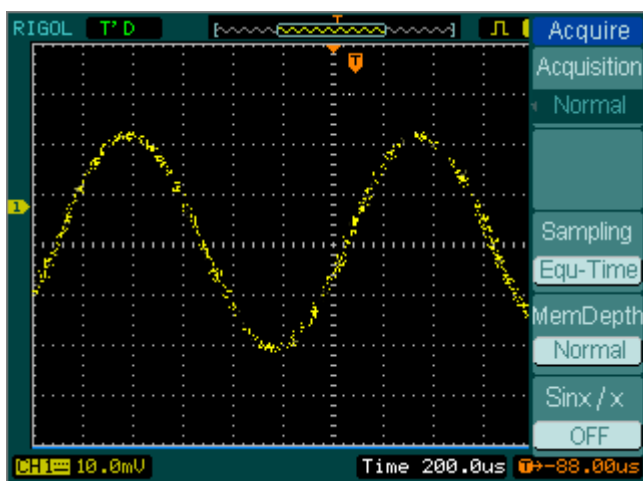 RIGOL T'D T Acquire
T
Acquisition
Normal
1
Sampling
Equ-Time
MemDepth
Normal
Sinx/x
OFF
CH1 10.0mV Time 200.0us T→-88.00us